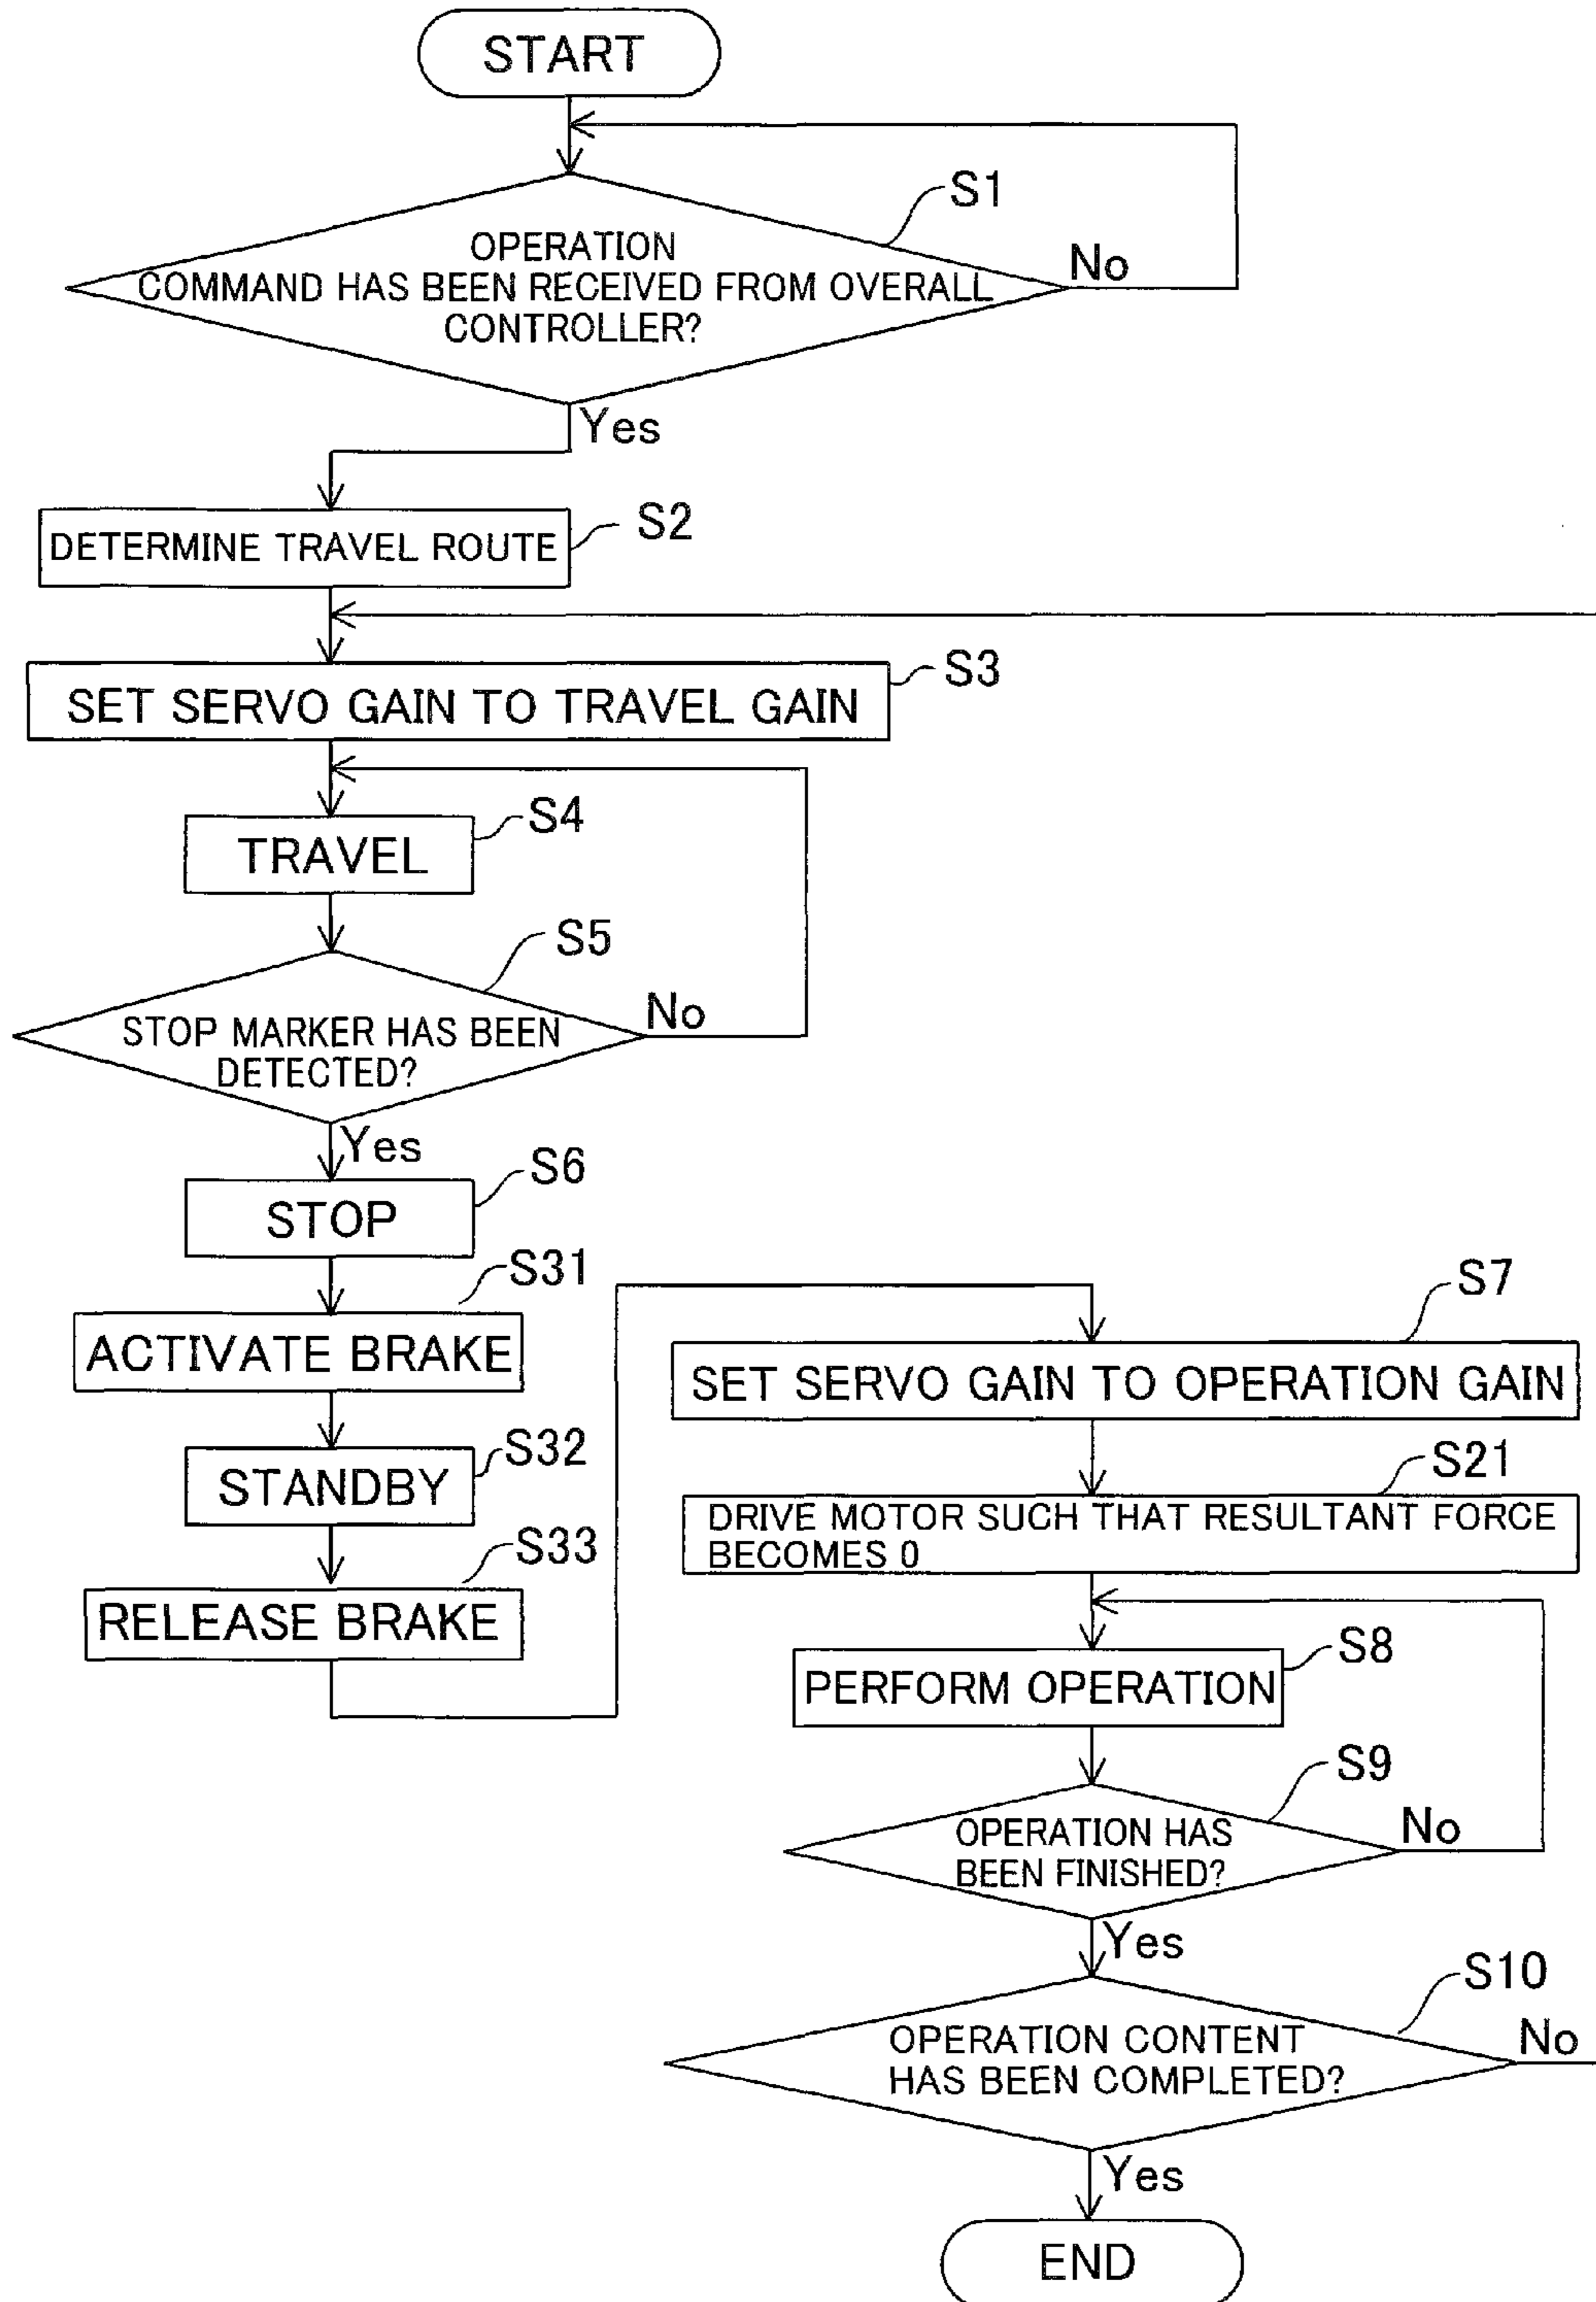 START
S1
OPERATION
COMMAND HAS BEEN RECEIVED FROM OVERALL
CONTROLLER?
No
Yes
S2
DETERMINE TRAVEL ROUTE
S3
SET SERVO GAIN TO TRAVEL GAIN
S4
TRAVEL
S5
STOP MARKER HAS BEEN
DETECTED?
No
Yes
S6
STOP
S31
ACTIVATE BRAKE
S32
STANDBY
S33
RELEASE BRAKE
S7
SET SERVO GAIN TO OPERATION GAIN
S21
DRIVE MOTOR SUCH THAT RESULTANT FORCE
BECOMES 0
S8
PERFORM OPERATION
S9
OPERATION HAS
BEEN FINISHED?
No
Yes
S10
OPERATION CONTENT
HAS BEEN COMPLETED?
No
Yes
END